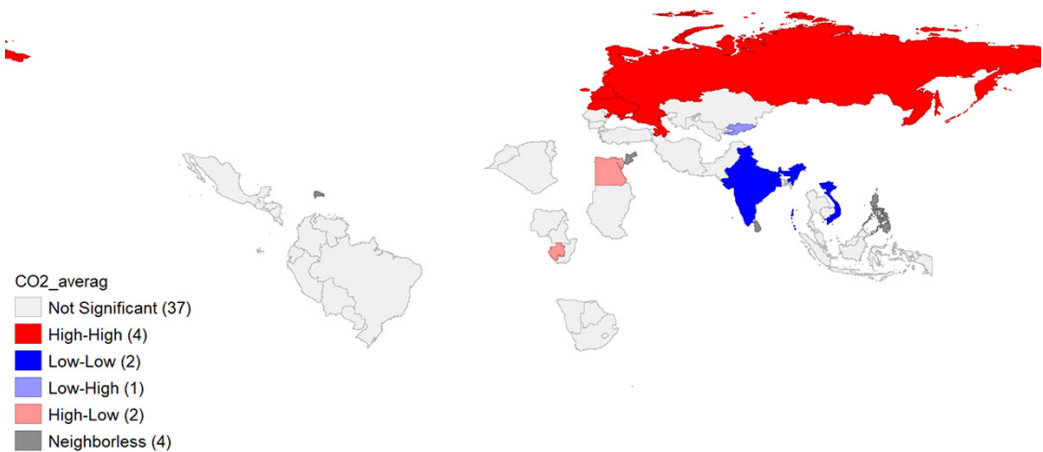 CO2_averag
Not Significant (37)
High-High (4)
Low-Low (2)
Low-High (1)
High-Low (2)
Neighborless (4)